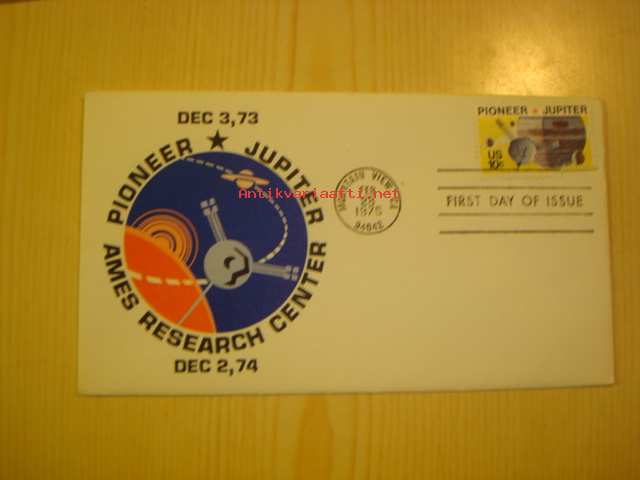 DEC 3,73
PIONEER ★ JUPITER
AMES RESEARCH CENTER
DEC 2,74
Antikvariaatti.net
MOUNTAIN VIEW, CA
1975
PIONEER ★ JUPITER
US
10c
FIRST DAY OF ISSUE